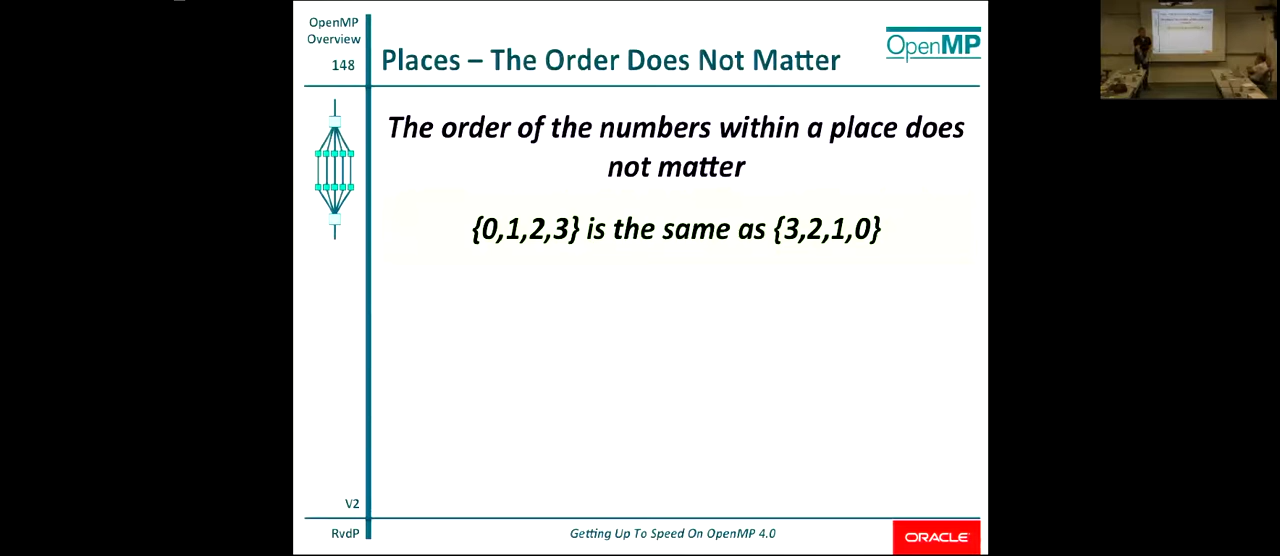 OpenMP
Overview
148
Places – The Order Does Not Matter
OpenMP
The order of the numbers within a place does
not matter
{0,1,2,3} is the same as {3,2,1,0}
V2
RvdP
Getting Up To Speed On OpenMP 4.0
ORACLE